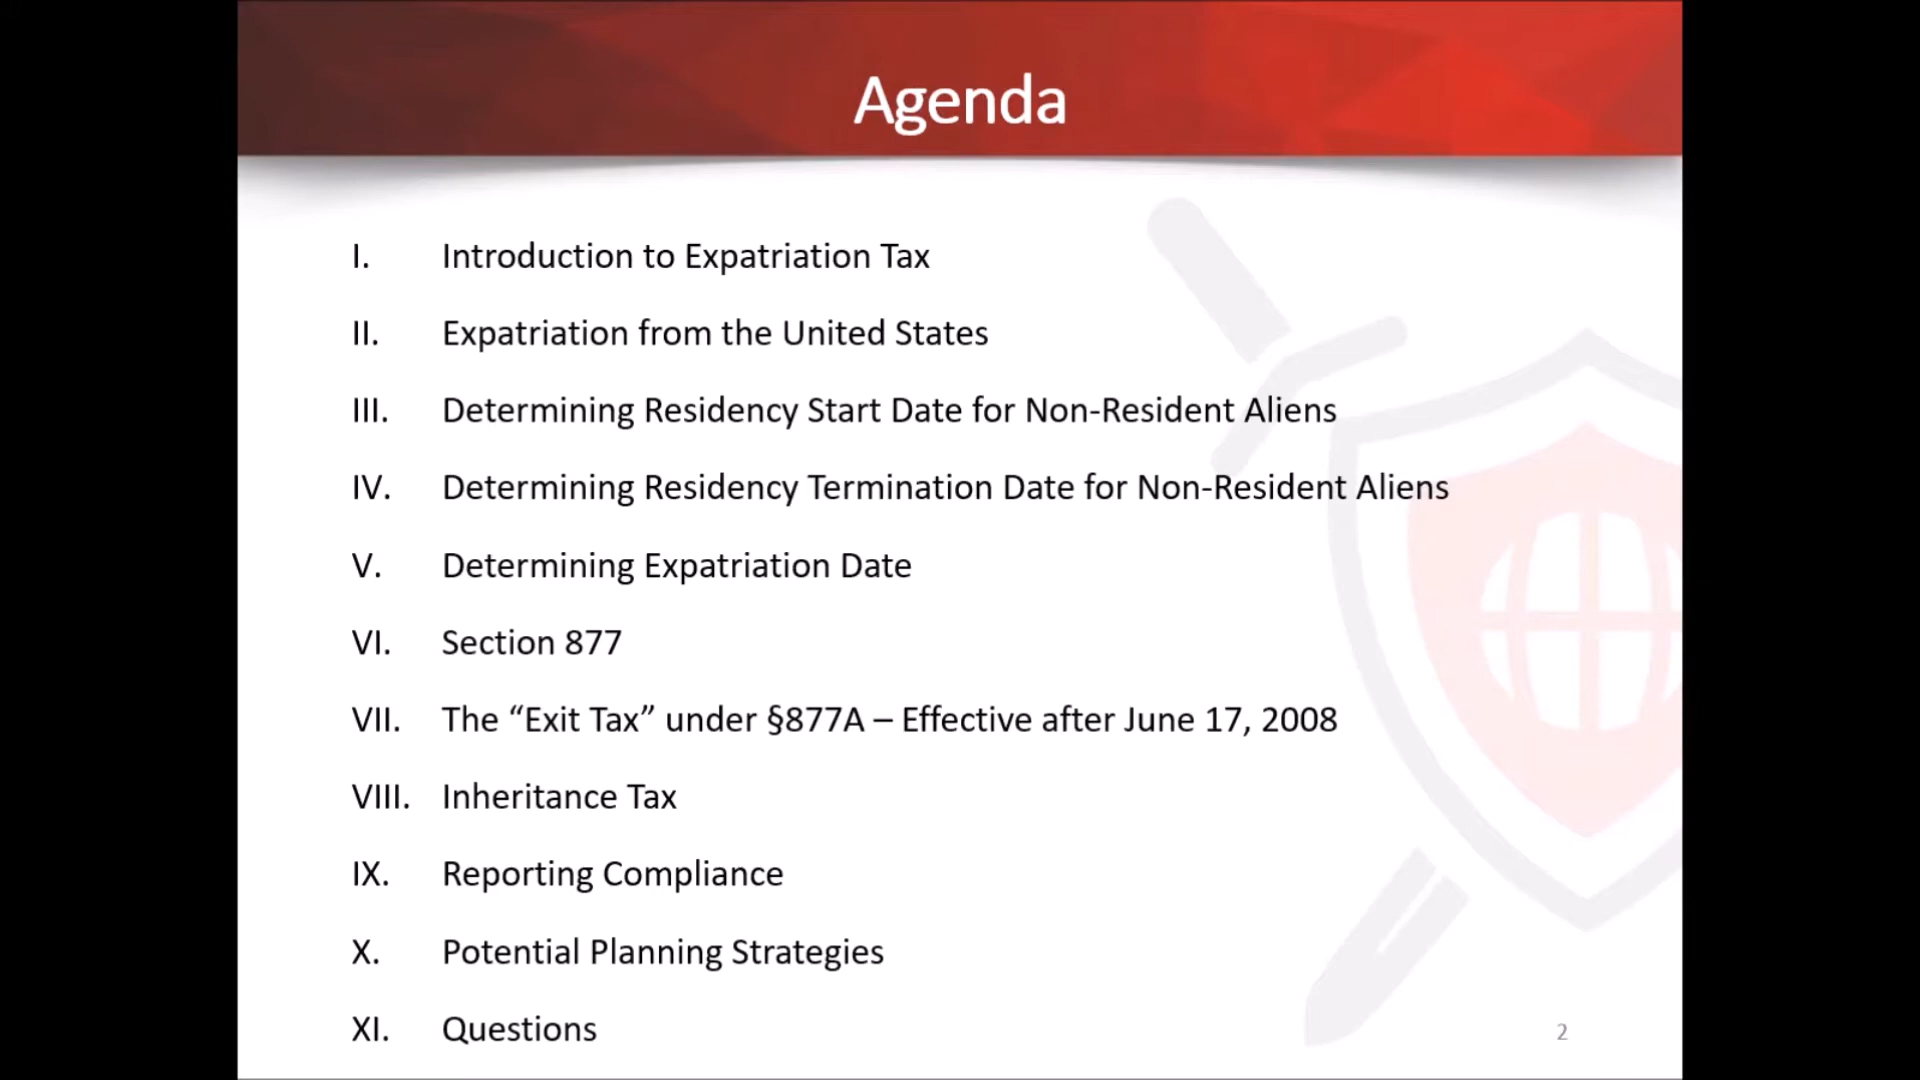 Agenda
I. Introduction to Expatriation Tax
II. Expatriation from the United States
III. Determining Residency Start Date for Non-Resident Aliens
IV. Determining Residency Termination Date for Non-Resident Aliens
V. Determining Expatriation Date
VI. Section 877
VII. The “Exit Tax” under §877A – Effective after June 17, 2008
VIII. Inheritance Tax
IX. Reporting Compliance
X. Potential Planning Strategies
XI. Questions
2